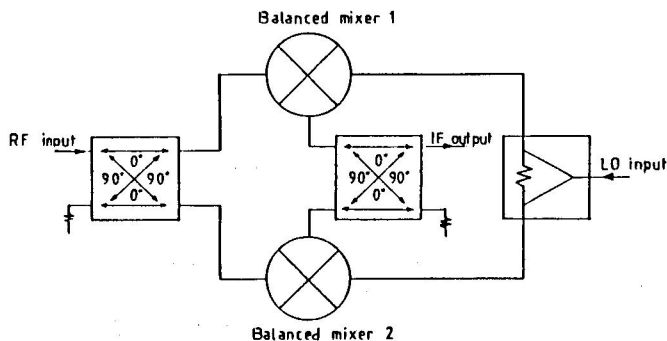 Balanced mixer 1
RF input
0°
90° 90°
0°
IF output
0°
90° 90°
0°
LO input
Balanced mixer 2